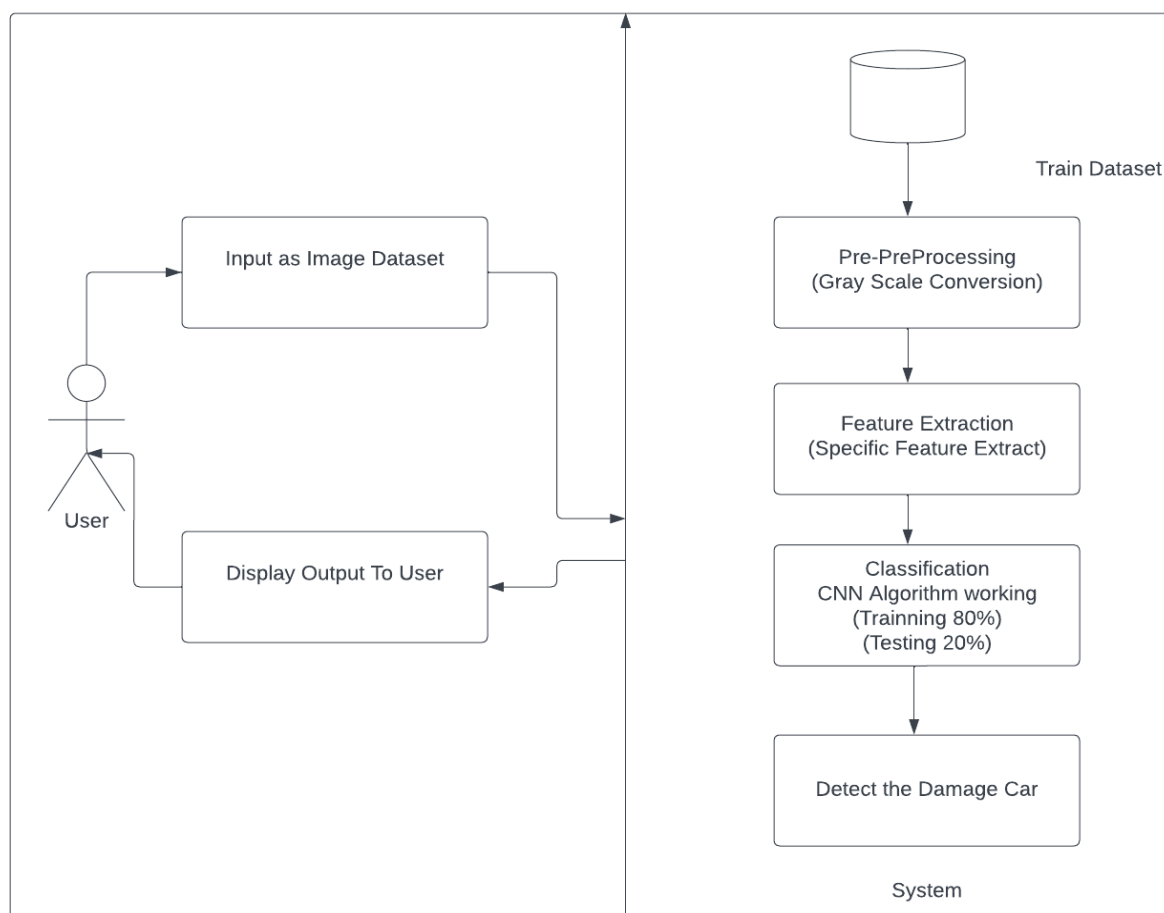 Train Dataset
Input as Image Dataset
Pre-PreProcessing
(Gray Scale Conversion)
Feature Extraction
(Specific Feature Extract)
User
Display Output To User
Classification
CNN Algorithm working
(Trainning 80%)
(Testing 20%)
Detect the Damage Car
System